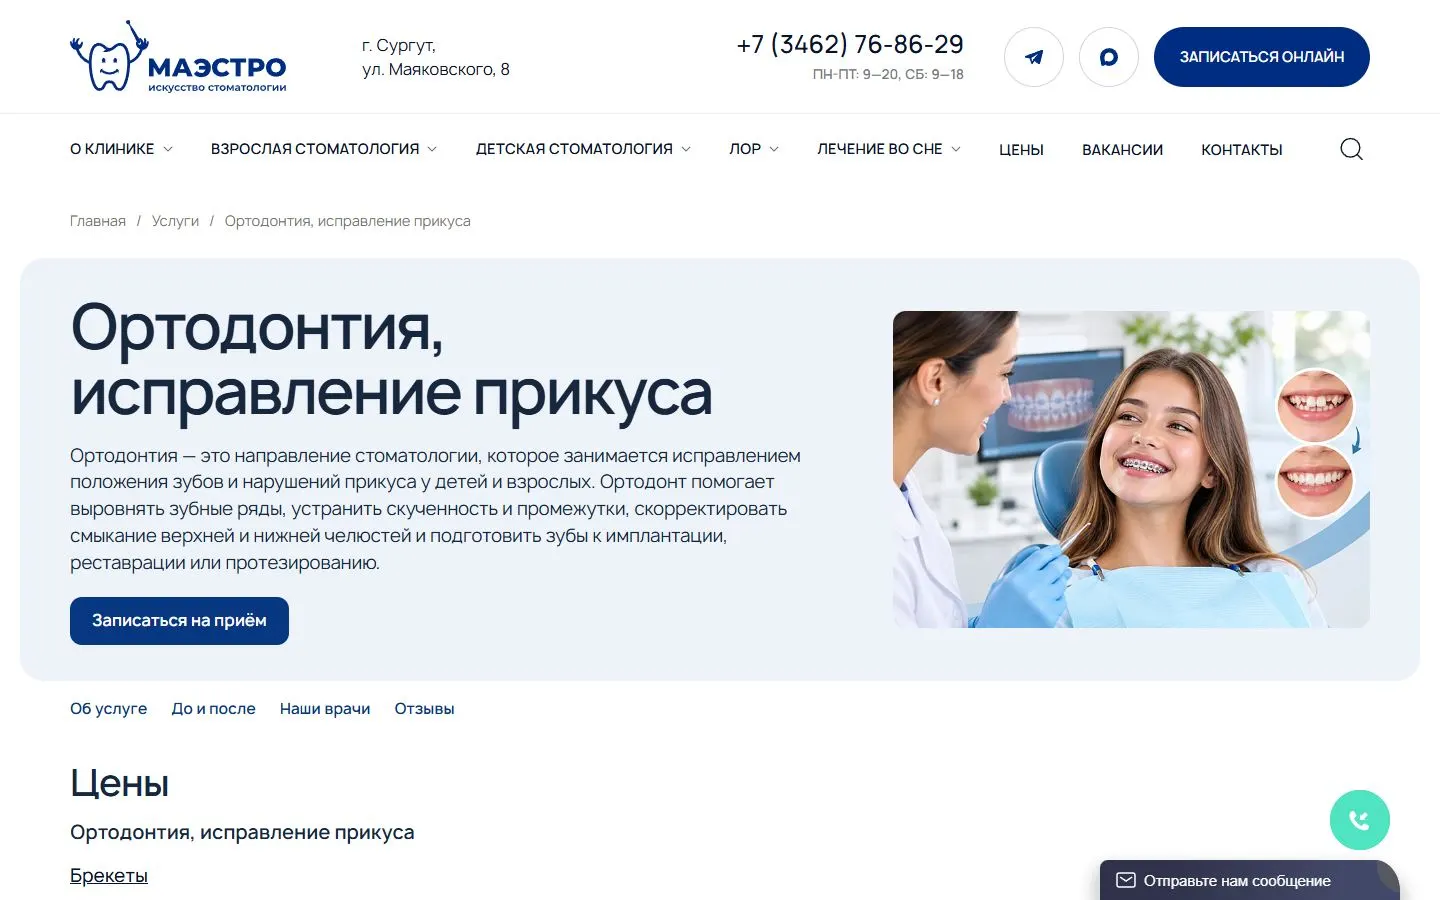 МАЭСТРО
искусство стоматологии
г. Сургут,
ул. Маяковского, 8
+7 (3462) 76-86-29
ПН-ПТ: 9—20, СБ: 9—18
ЗАПИСАТЬСЯ ОНЛАЙН
О КЛИНИКЕ ВЗРОСЛАЯ СТОМАТОЛОГИЯ ДЕТСКАЯ СТОМАТОЛОГИЯ ЛОР ЛЕЧЕНИЕ ВО СНЕ ЦЕНЫ ВАКАНСИИ КОНТАКТЫ
Главная / Услуги / Ортодонтия, исправление прикуса
Ортодонтия,
исправление прикуса
Ортодонтия — это направление стоматологии, которое занимается исправлением
положения зубов и нарушений прикуса у детей и взрослых. Ортодонт помогает
выровнять зубные ряды, устранить скученность и промежутки, скорректировать
смыкание верхней и нижней челюстей и подготовить зубы к имплантации,
реставрации или протезированию.
Записаться на приём
Об услуге До и после Наши врачи Отзывы
Цены
Ортодонтия, исправление прикуса
Брекеты
Отправьте нам сообщение